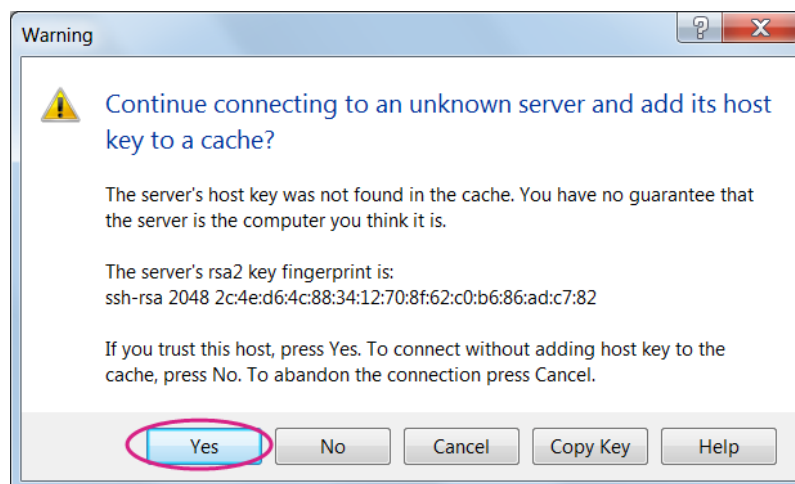 Warning
Continue connecting to an unknown server and add its host
key to a cache?
The server's host key was not found in the cache. You have no guarantee that
the server is the computer you think it is.
The server's rsa2 key fingerprint is:
ssh-rsa 2048 2c:4e:d6:4c:88:34:12:70:8f:62:c0:b6:86:ad:c7:82
If you trust this host, press Yes. To connect without adding host key to the
cache, press No. To abandon the connection press Cancel.
Yes No Cancel Copy Key Help